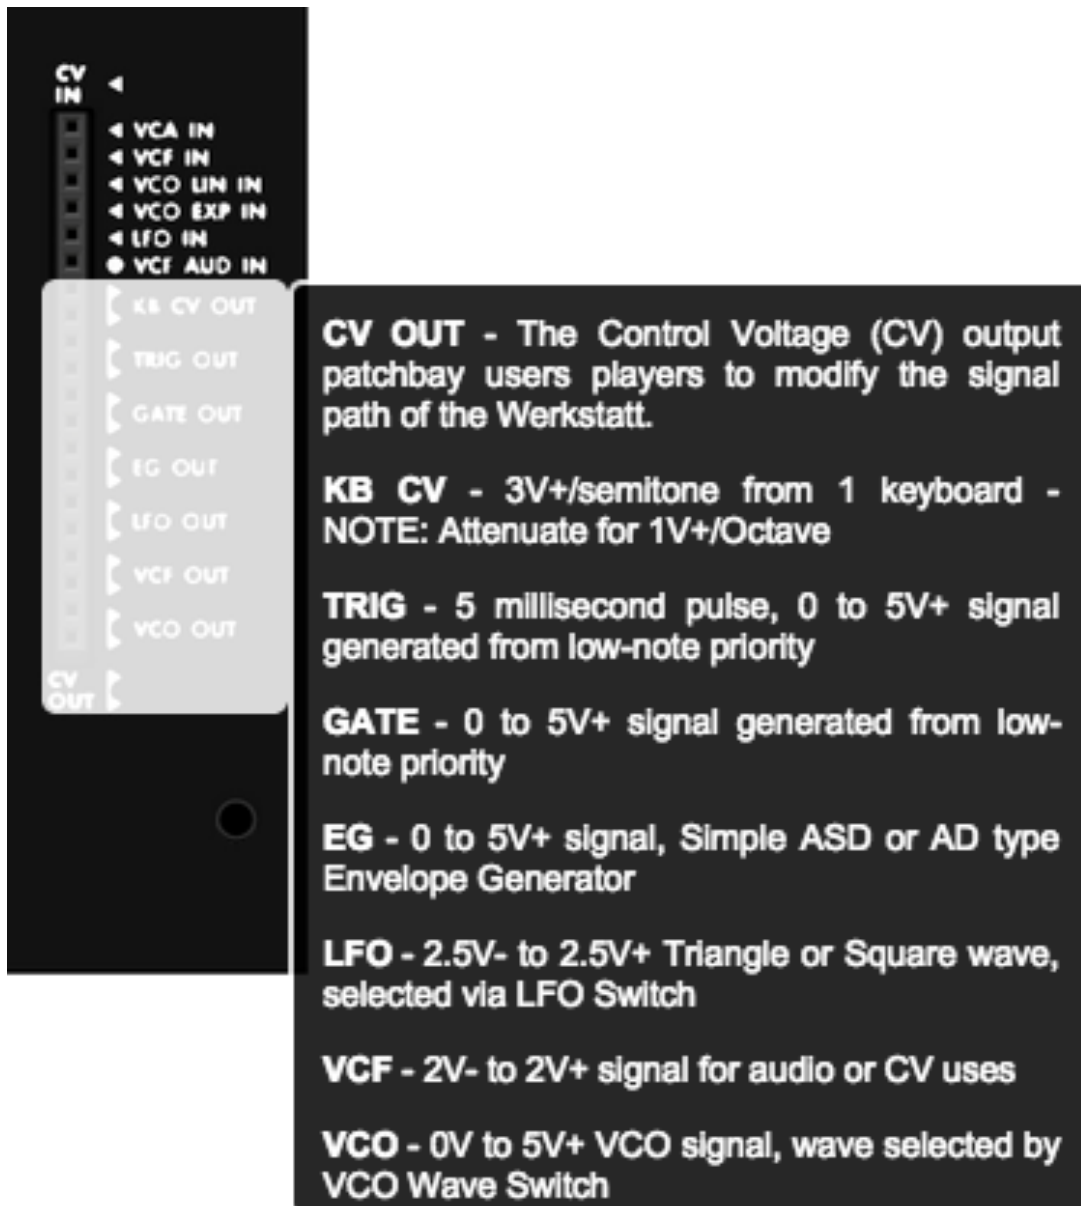 CV
IN
VCA IN
VCF IN
VCO LIN IN
VCO EXP IN
LFO IN
VCF AUD IN
KB CV OUT
TRIG OUT
GATE OUT
EG OUT
LFO OUT
VCF OUT
VCO OUT
CV
OUT
CV OUT - The Control Voltage (CV) output
patchbay users players to modify the signal
path of the Werkstatt.
KB CV - 3V+/semitone from 1 keyboard -
NOTE: Attenuate for 1V+/Octave
TRIG - 5 millisecond pulse, 0 to 5V+ signal
generated from low-note priority
GATE - 0 to 5V+ signal generated from low-
note priority
EG - 0 to 5V+ signal, Simple ASD or AD type
Envelope Generator
LFO - 2.5V- to 2.5V+ Triangle or Square wave,
selected via LFO Switch
VCF - 2V- to 2V+ signal for audio or CV uses
VCO - 0V to 5V+ VCO signal, wave selected by
VCO Wave Switch